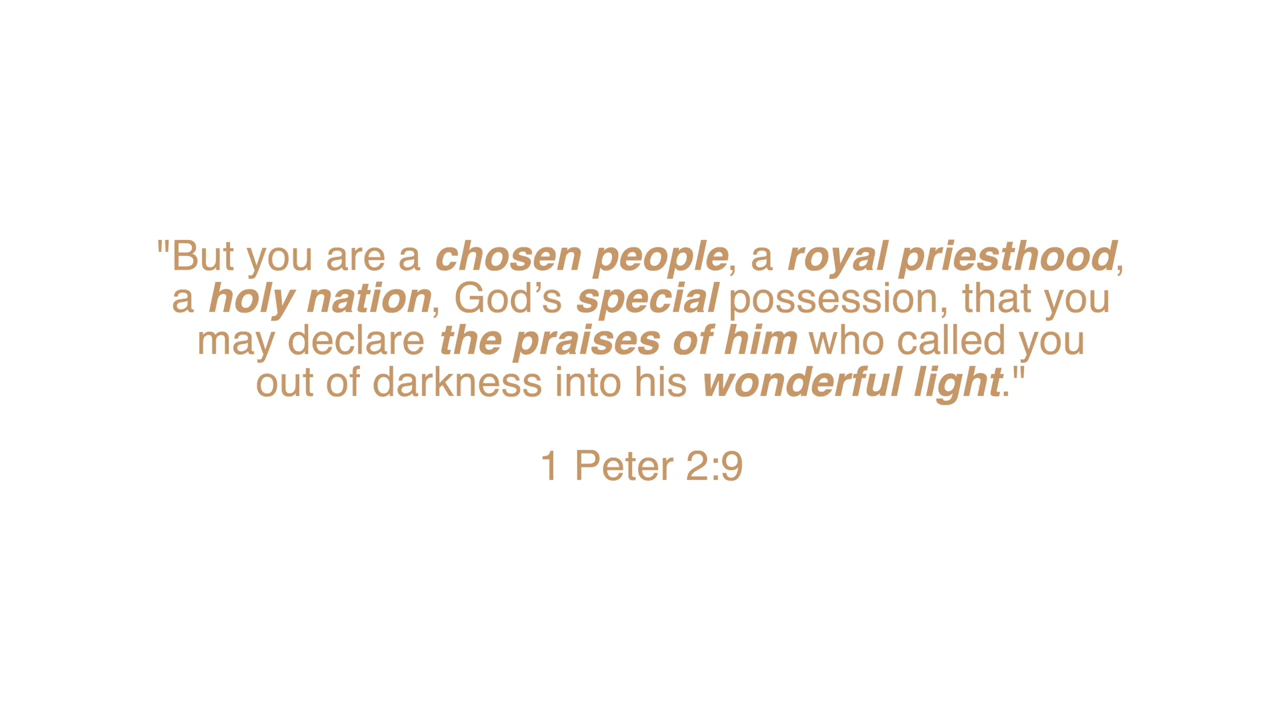 "But you are a chosen people, a royal priesthood,
a holy nation, God’s special possession, that you
may declare the praises of him who called you
out of darkness into his wonderful light."
1 Peter 2:9